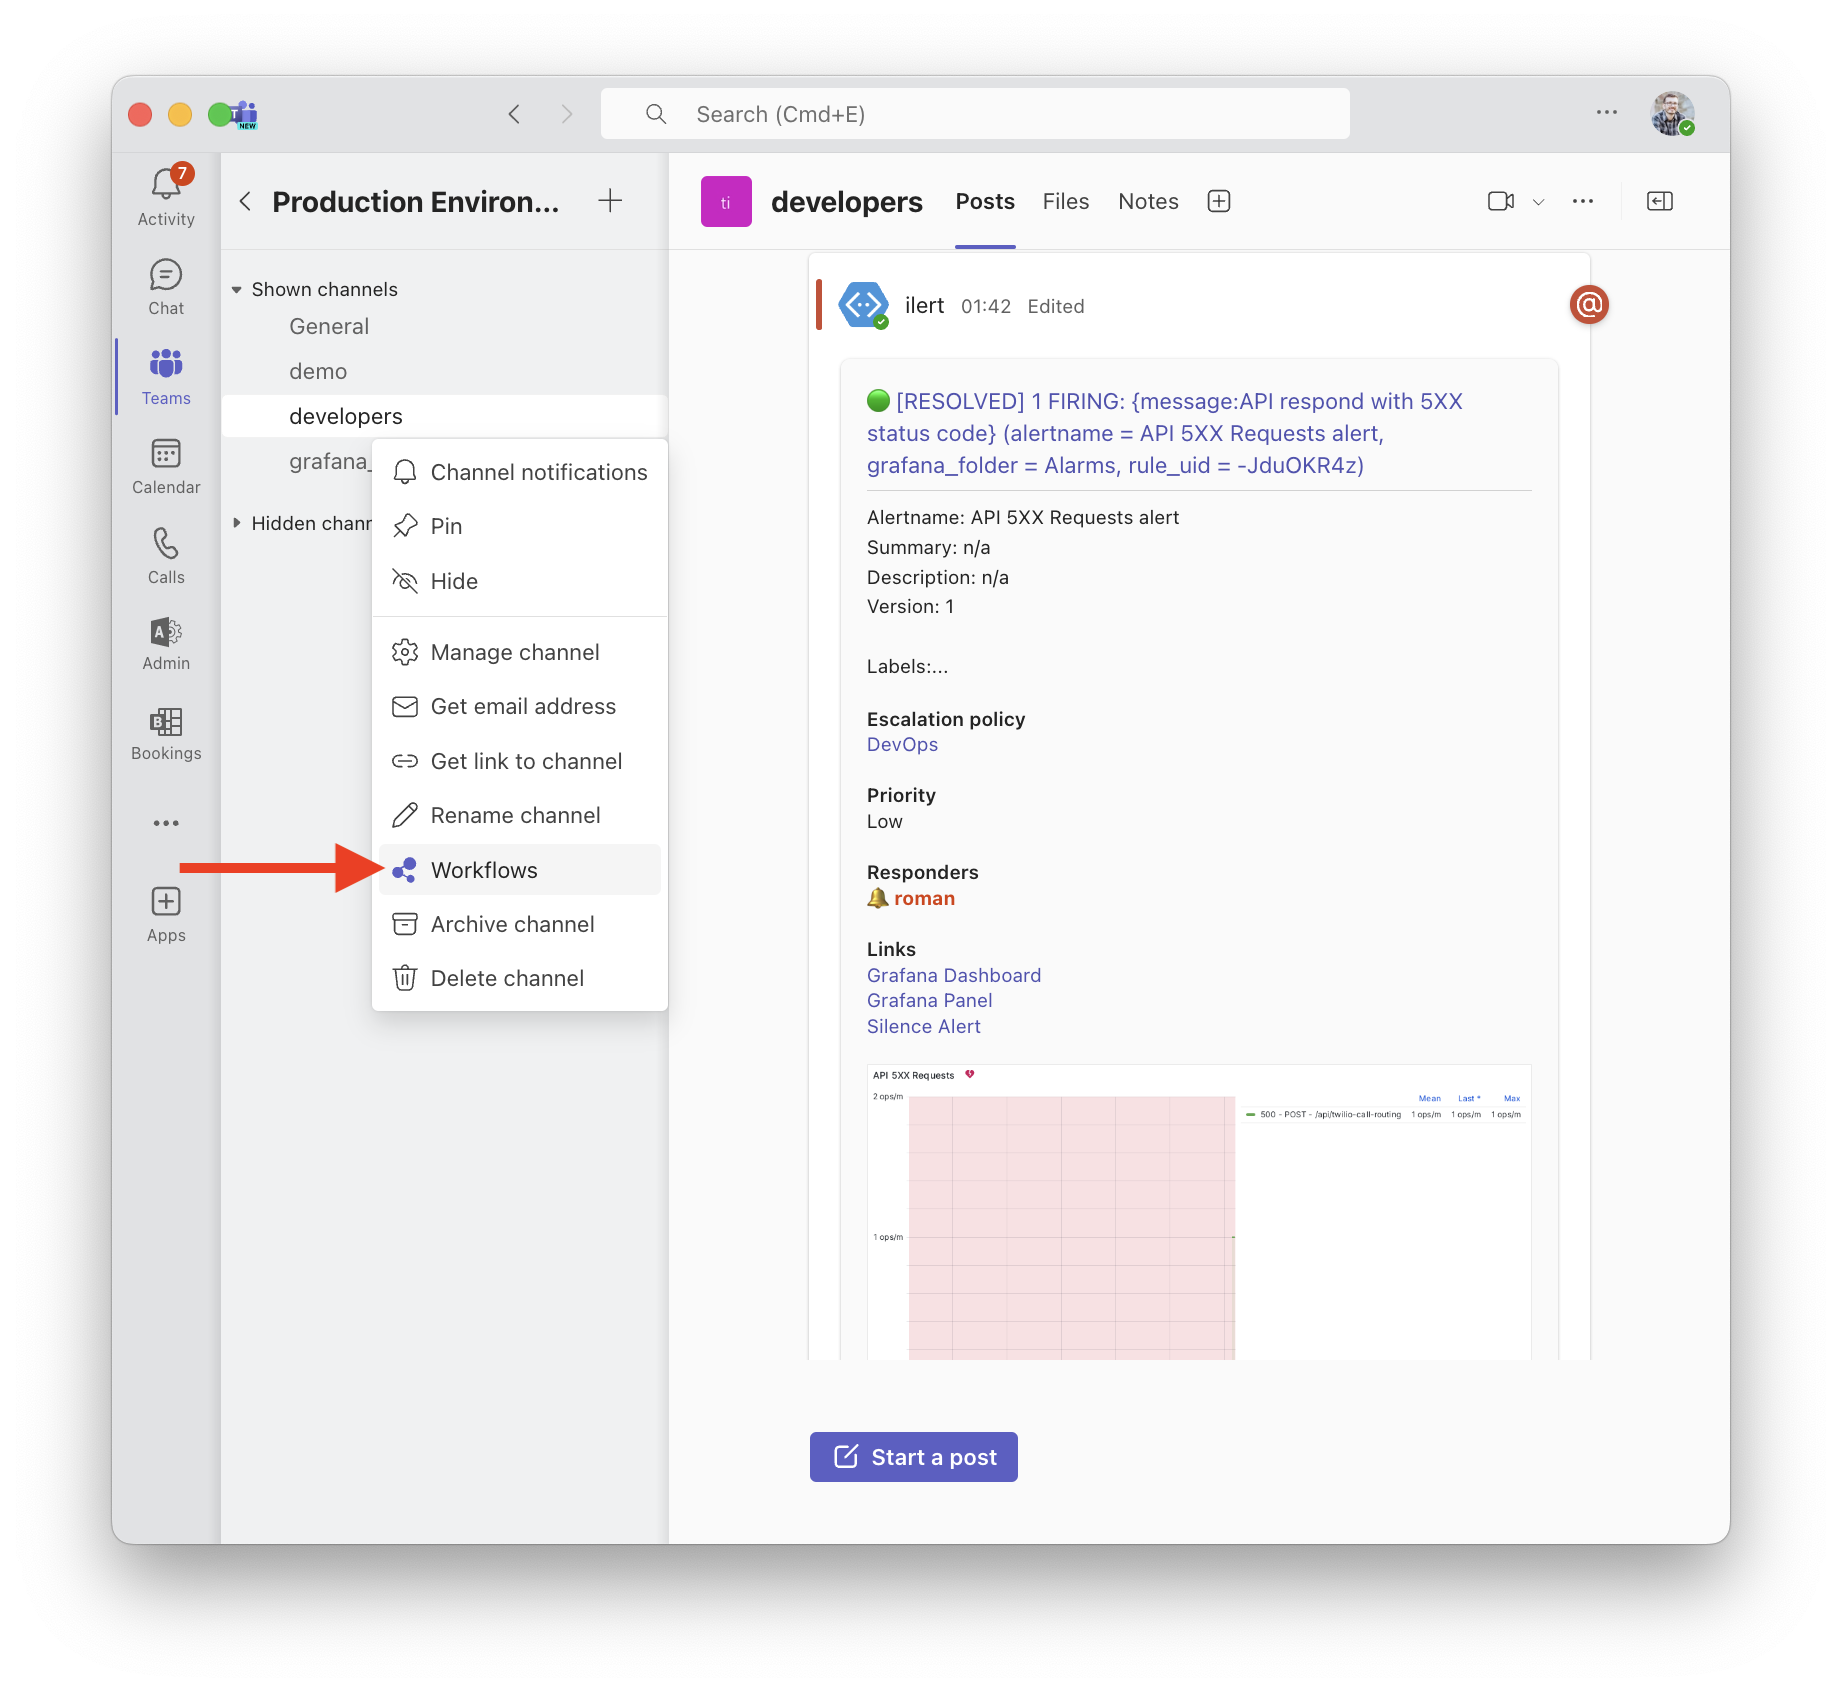 T
NEW
Search (Cmd+E)
7
Activity
Chat
Teams
Calendar
Calls
A
Admin
B
Bookings
Apps
Production Environ...
Shown channels
General
demo
developers
grafana_
Hidden chann
Channel notifications
Pin
Hide
Manage channel
Get email address
Get link to channel
Rename channel
Workflows
Archive channel
Delete channel
ti
developers
Posts
Files
Notes
ilert 01:42 Edited
@
[RESOLVED] 1 FIRING: {message:API respond with 5XX
status code} (alertname = API 5XX Requests alert,
grafana_folder = Alarms, rule_uid = -JduOKR4z)
Alertname: API 5XX Requests alert
Summary: n/a
Description: n/a
Version: 1
Labels:...
Escalation policy
DevOps
Priority
Low
Responders
roman
Links
Grafana Dashboard
Grafana Panel
Silence Alert
API 5XX Requests
2 ops/m
1 ops/m
Mean Last * Max
500 - POST - /api/twilio-call-routing 1 ops/m 1 ops/m 1 ops/m
Start a post